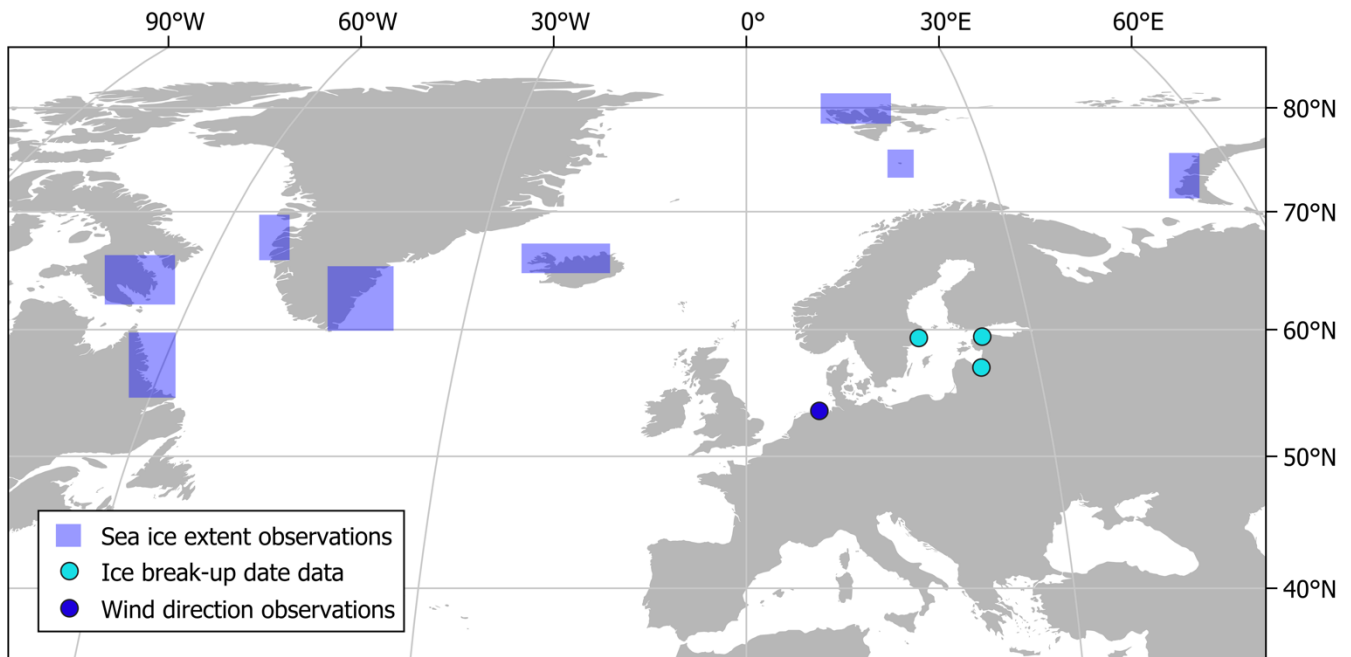 90°W 60°W 30°W 0° 30°E 60°E
80°N
70°N
60°N
50°N
40°N
Sea ice extent observations
Ice break-up date data
Wind direction observations